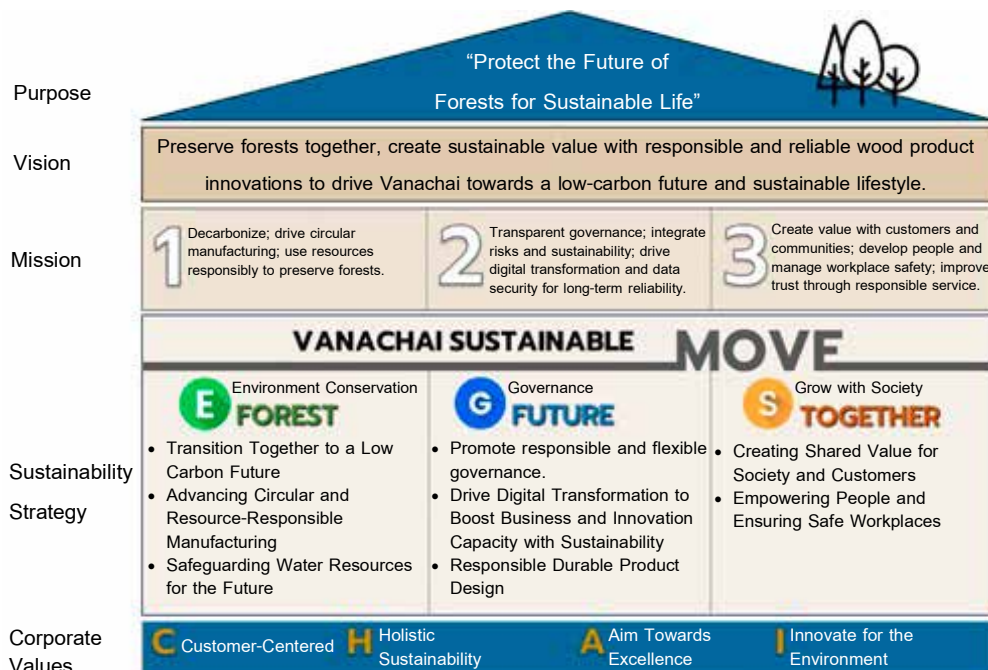 Purpose
“Protect the Future of
Forests for Sustainable Life”
Vision
Preserve forests together, create sustainable value with responsible and reliable wood product
innovations to drive Vanachai towards a low-carbon future and sustainable lifestyle.
Mission
1
Decarbonize; drive circular
manufacturing; use resources
responsibly to preserve forests.
2
Transparent governance; integrate
risks and sustainability; drive
digital transformation and data
security for long-term reliability.
3
Create value with customers and
communities; develop people and
manage workplace safety; improve
trust through responsible service.
VANACHAI SUSTAINABLE MOVE
Sustainability
Strategy
E
Environment Conservation
FOREST
• Transition Together to a Low
Carbon Future
• Advancing Circular and
Resource-Responsible
Manufacturing
• Safeguarding Water Resources
for the Future
G
Governance
FUTURE
• Promote responsible and flexible
governance.
• Drive Digital Transformation to
Boost Business and Innovation
Capacity with Sustainability
• Responsible Durable Product
Design
S
Grow with Society
TOGETHER
• Creating Shared Value for
Society and Customers
• Empowering People and
Ensuring Safe Workplaces
Corporate
Values
C Customer-Centered
H Holistic
Sustainability
A Aim Towards
Excellence
I Innovate for the
Environment